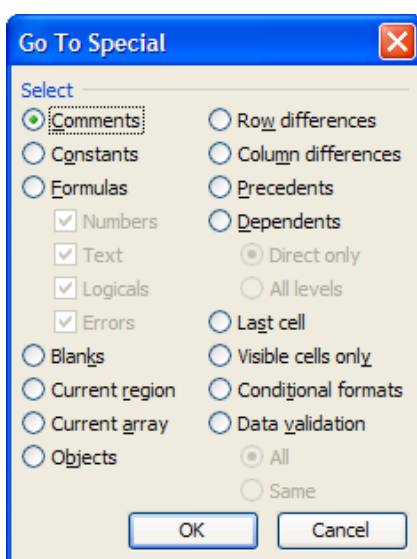 Go To Special
Select
Comments
Constants
Formulas
Numbers
Text
Logicals
Errors
Blanks
Current region
Current array
Objects
Row differences
Column differences
Precedents
Dependents
Direct only
All levels
Last cell
Visible cells only
Conditional formats
Data validation
All
Same
OK
Cancel